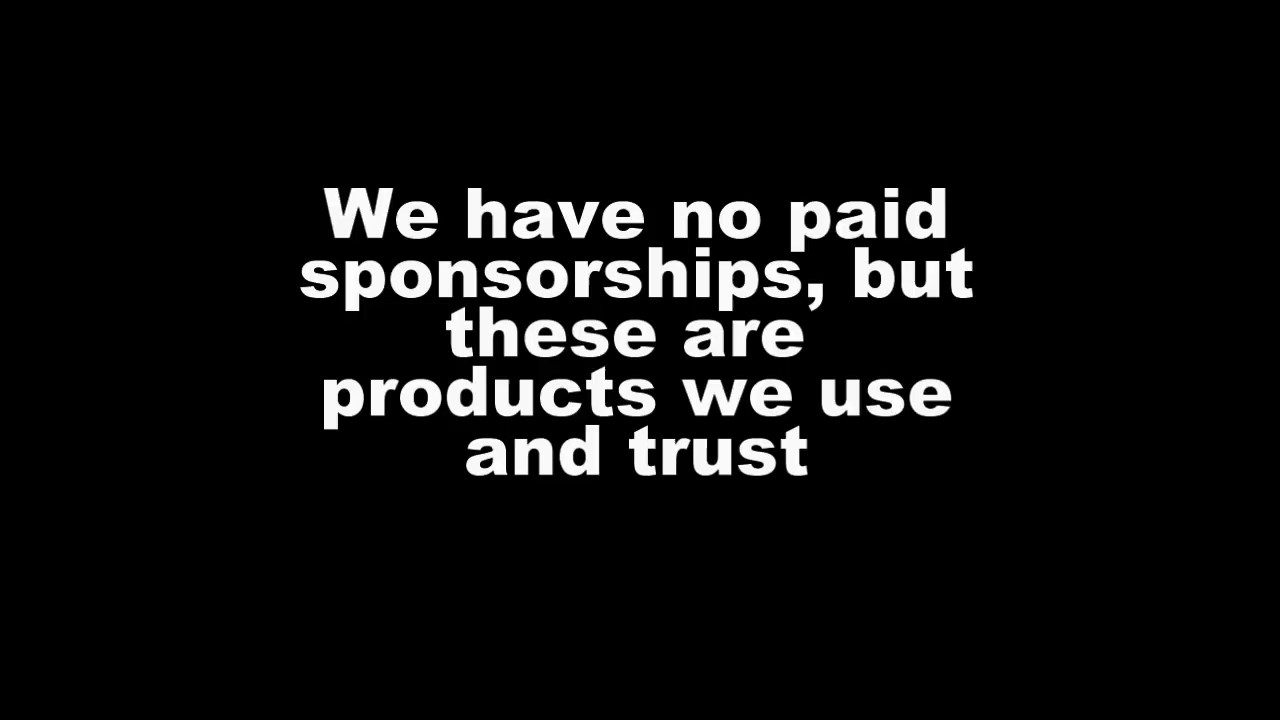 We have no paid
sponsorships, but
these are
products we use
and trust